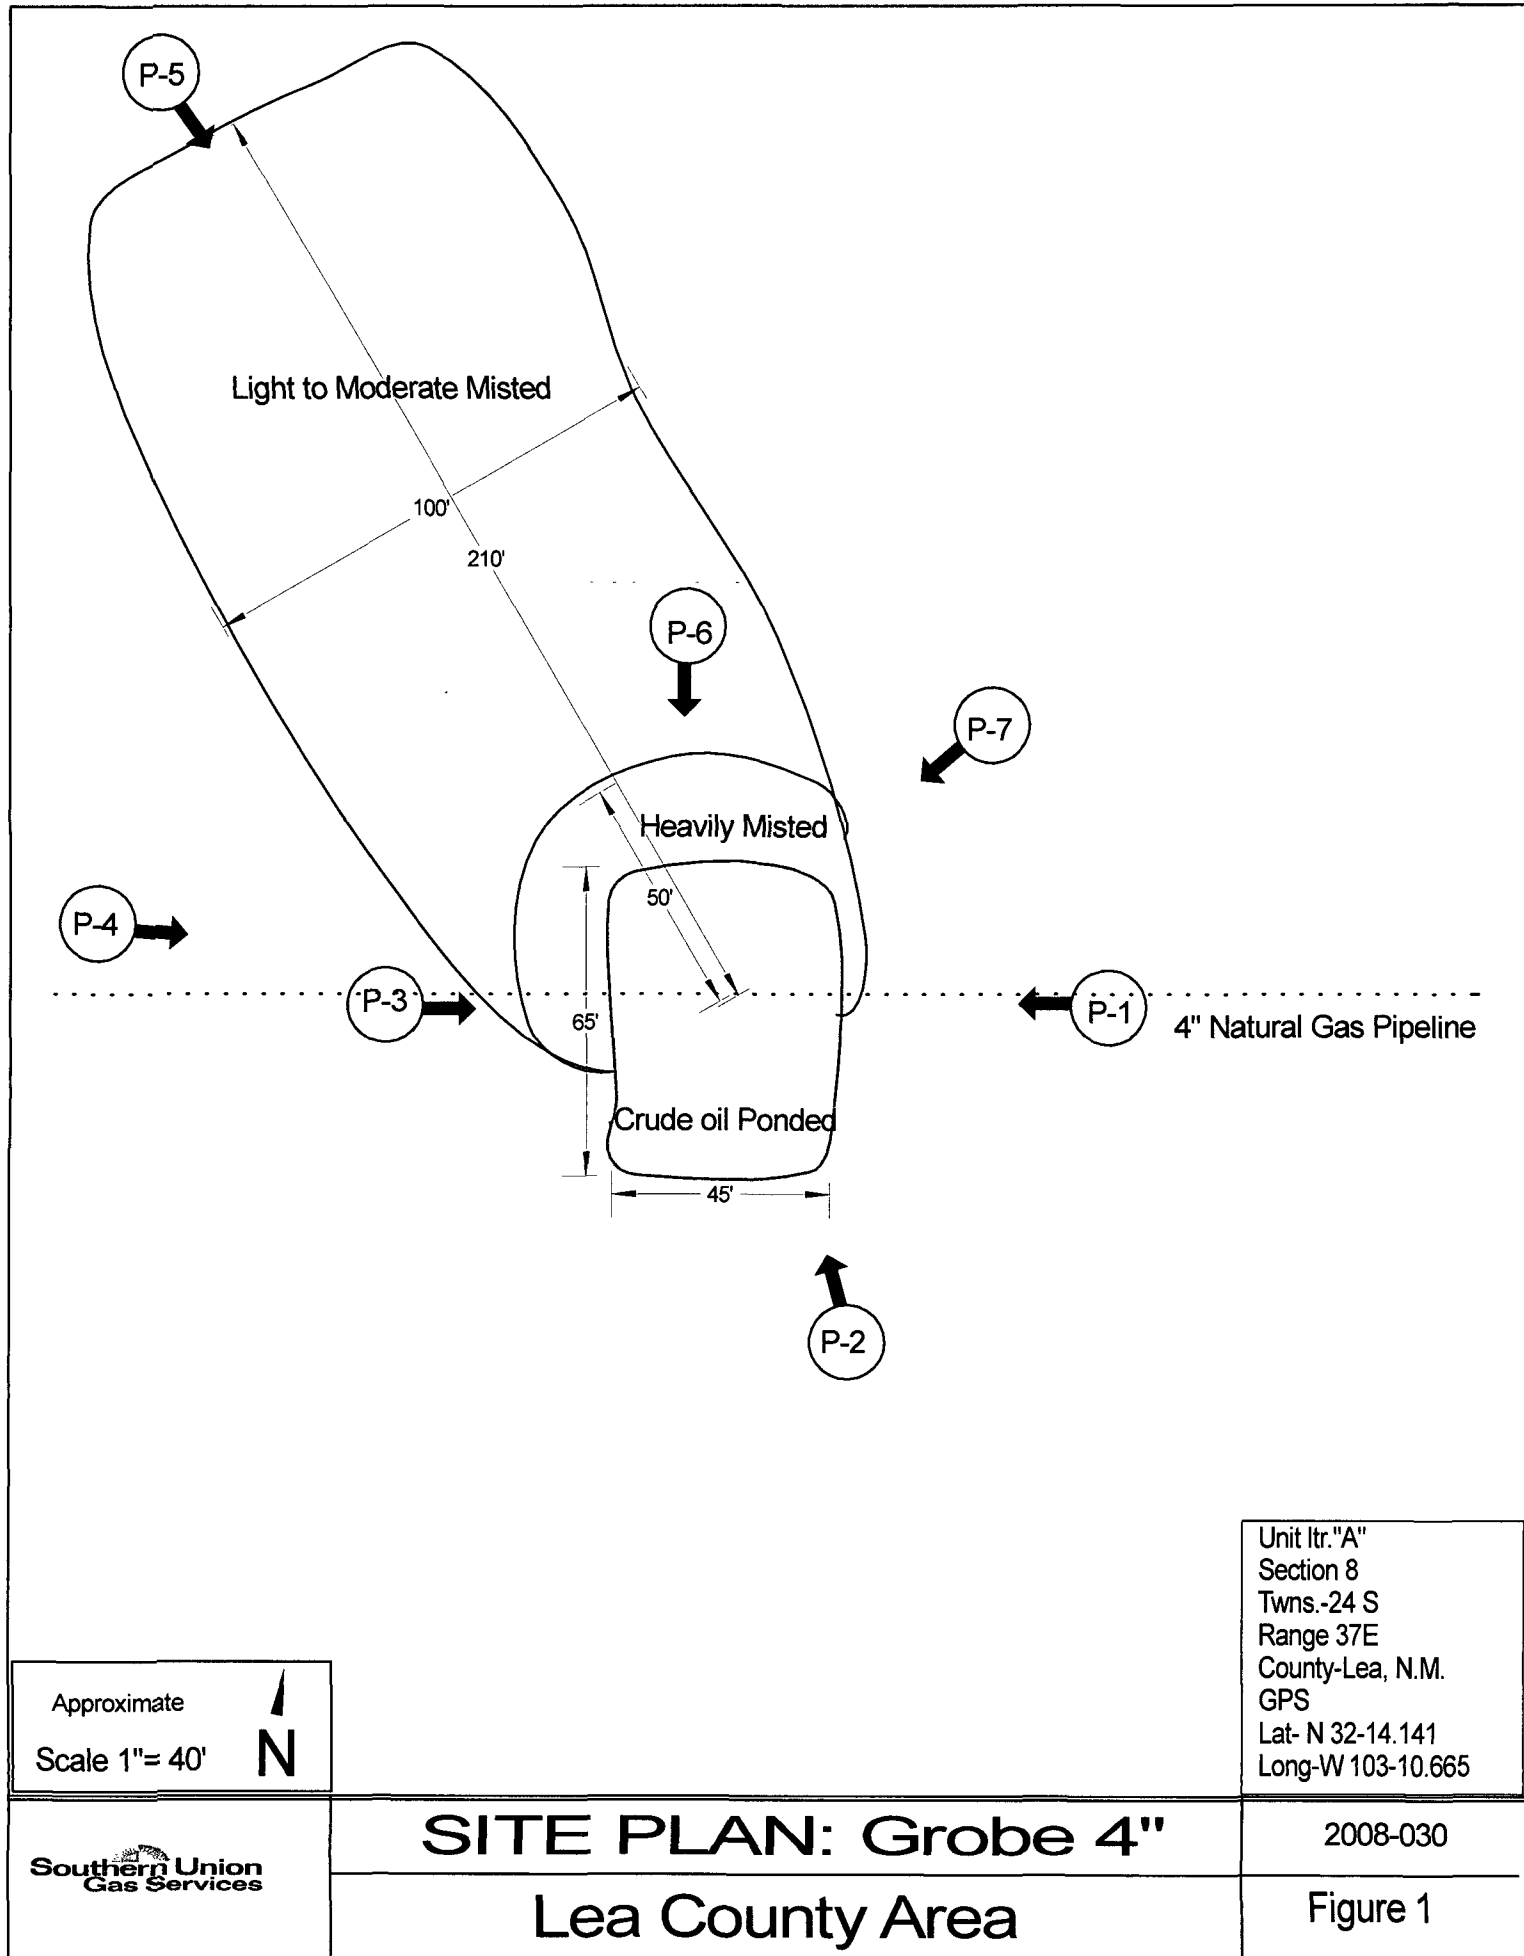 P-5
Light to Moderate Misted
100'
210'
P-6
P-7
Heavily Misted
50'
P-4
P-3
65'
P-1
4" Natural Gas Pipeline
Crude oil Ponded
45'
P-2
Unit ltr."A"
Section 8
Twns.-24 S
Range 37E
County-Lea, N.M.
GPS
Lat- N 32-14.141
Long-W 103-10.665
Approximate
Scale 1"= 40'
N
Southern Union
Gas Services
SITE PLAN: Grobe 4"
Lea County Area
2008-030
Figure 1